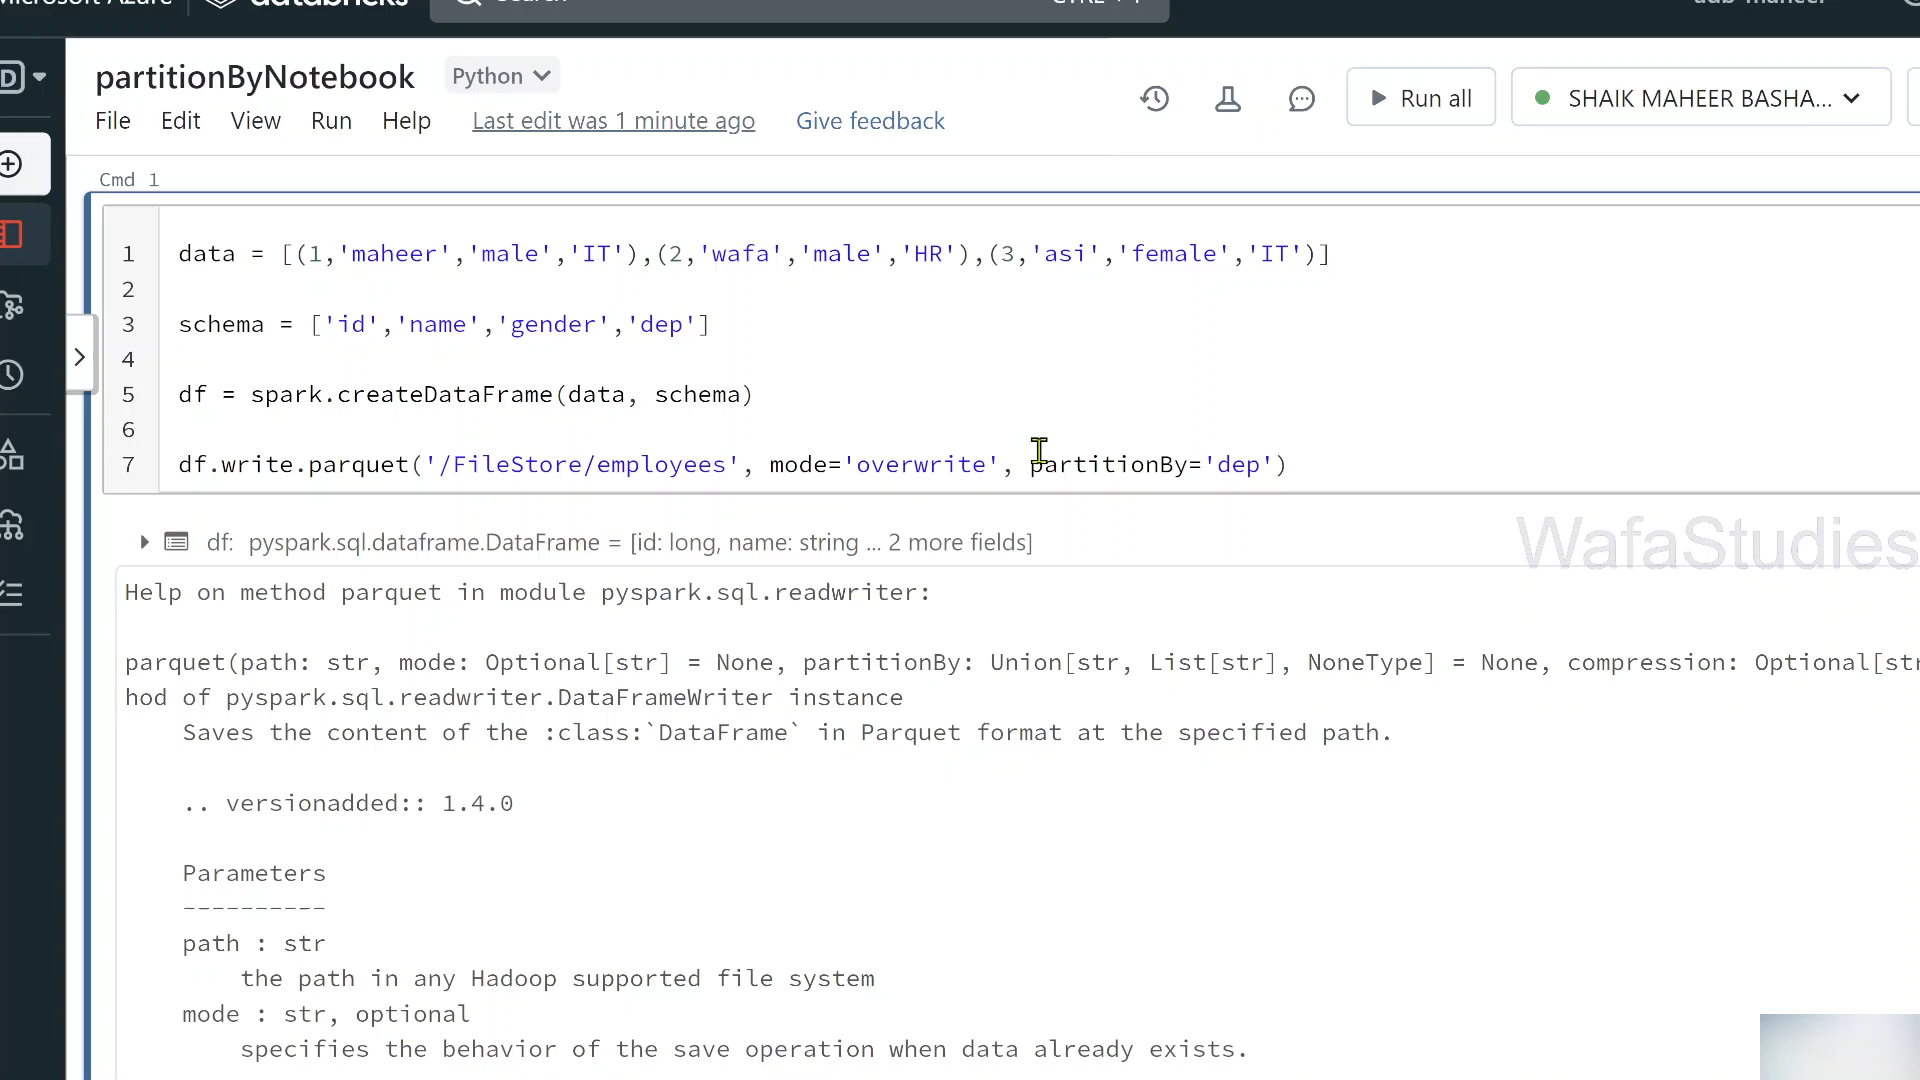 partitionByNotebook Python
File Edit View Run Help Last edit was 1 minute ago Give feedback
Run all
SHAIK MAHEER BASHA...
Cmd 1
1 data = [(1,'maheer','male','IT'),(2,'wafa','male','HR'),(3,'asi','female','IT')]
2
3 schema = ['id','name','gender','dep']
4
5 df = spark.createDataFrame(data, schema)
6
7 df.write.parquet('/FileStore/employees', mode='overwrite', partitionBy='dep')
df: pyspark.sql.dataframe.DataFrame = [id: long, name: string ... 2 more fields]
WafaStudies
Help on method parquet in module pyspark.sql.readwriter:
parquet(path: str, mode: Optional[str] = None, partitionBy: Union[str, List[str], NoneType] = None, compression: Optional[str
hod of pyspark.sql.readwriter.DataFrameWriter instance
Saves the content of the :class:`DataFrame` in Parquet format at the specified path.
.. versionadded:: 1.4.0
Parameters
----------
path : str
the path in any Hadoop supported file system
mode : str, optional
specifies the behavior of the save operation when data already exists.